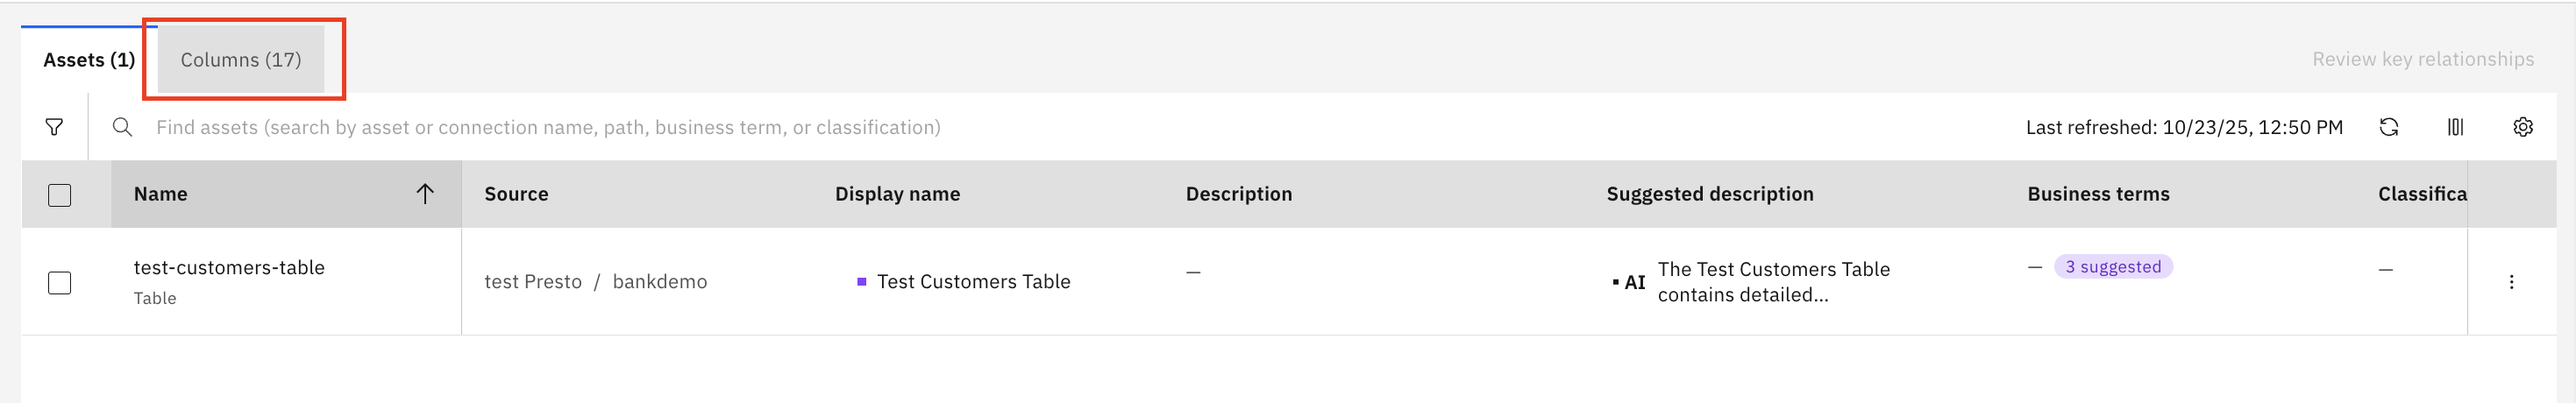 Assets (1)
Columns (17)
Review key relationships
Find assets (search by asset or connection name, path, business term, or classification)
Last refreshed: 10/23/25, 12:50 PM
Name
Source
Display name
Description
Suggested description
Business terms
Classifica
test-customers-table
Table
test Presto / bankdemo
Test Customers Table
—
AI
The Test Customers Table
contains detailed...
— 3 suggested
—